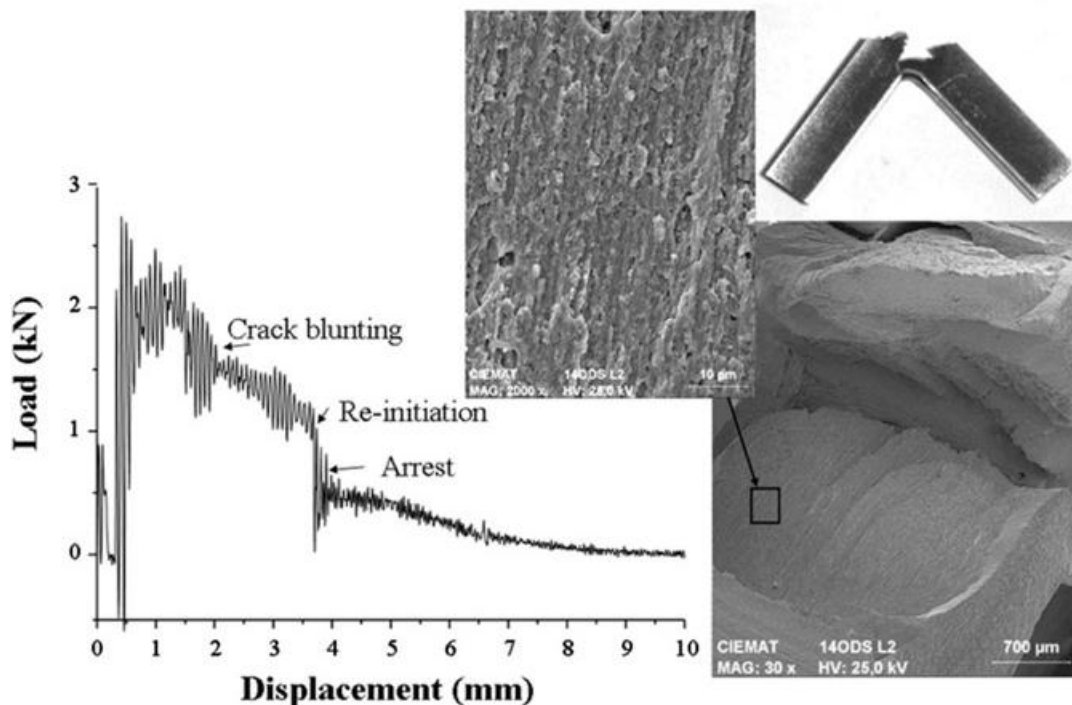 3
2
1
0
Load (kN)
Crack blunting
Re-initiation
Arrest
0 1 2 3 4 5 6 7 8 9 10
Displacement (mm)
CIEMAT 14ODS L2 10 µm
MAG: 2000 x HV: 25,0 kV
CIEMAT 14ODS L2 700 µm
MAG: 30 x HV: 25,0 kV